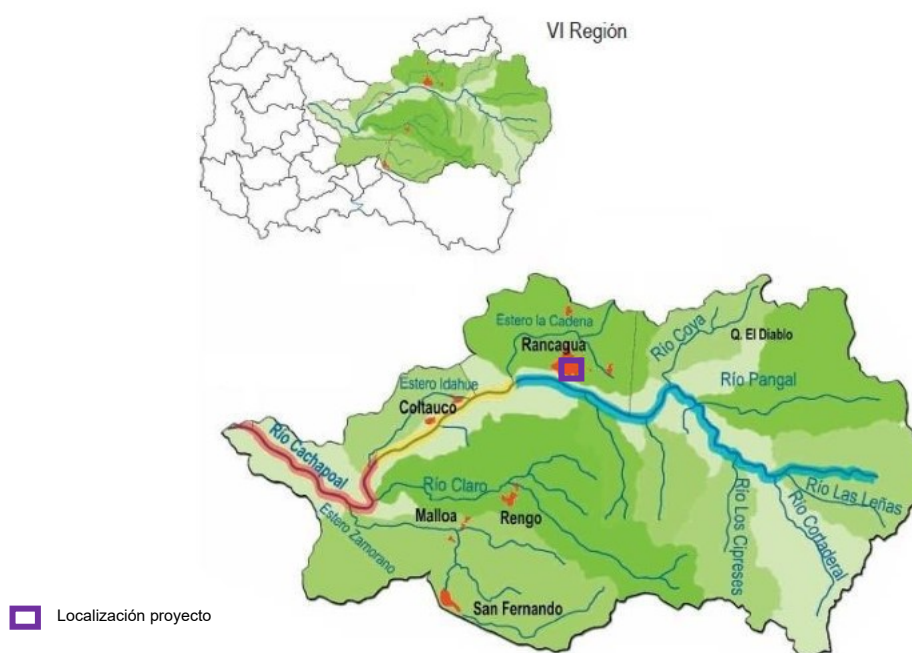 VI Región
Estero la Cadena
Rancagua
Río Coya
Q. El Diablo
Río Pangal
Estero Idahue
Coltauco
Río Cachapoal
Río Claro
Río Las Leñas
Estero Zamorano
Malloa
Rengo
Río Los Cipreses
Río Cortaderal
San Fernando
Localización proyecto